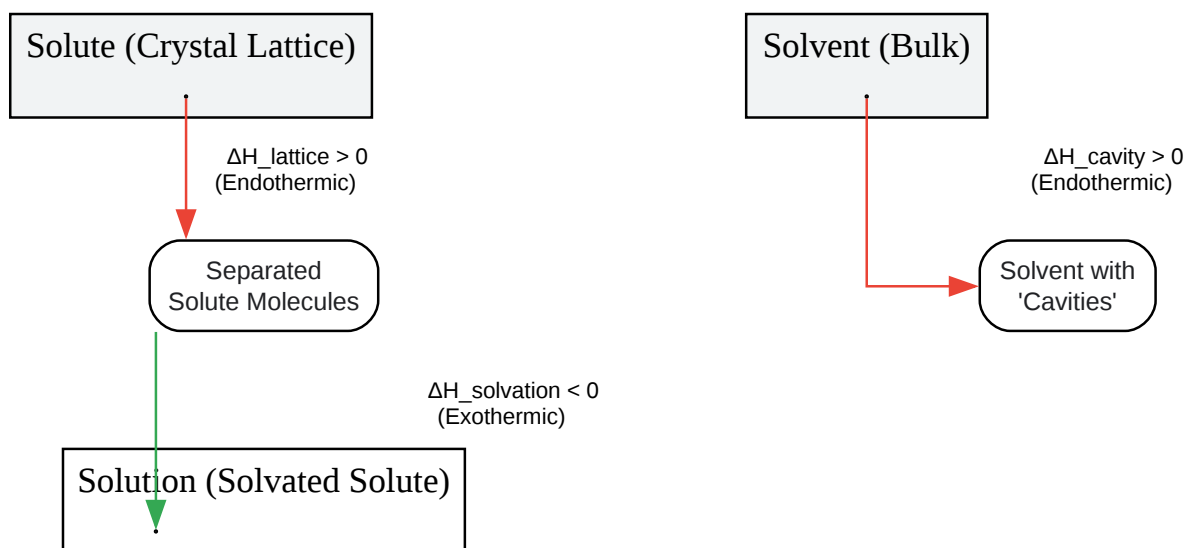 Solute (Crystal Lattice)
Solvent (Bulk)
ΔH_lattice > 0
(Endothermic)
ΔH_cavity > 0
(Endothermic)
Separated
Solute Molecules
Solvent with
'Cavities'
ΔH_solvation < 0
(Exothermic)
Solution (Solvated Solute)